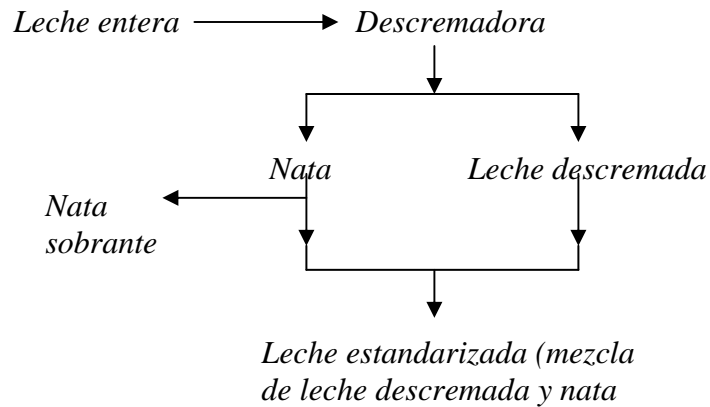 Leche entera
Descremadora
Nata
Leche descremada
Nata
sobrante
Leche estandarizada (mezcla
de leche descremada y nata